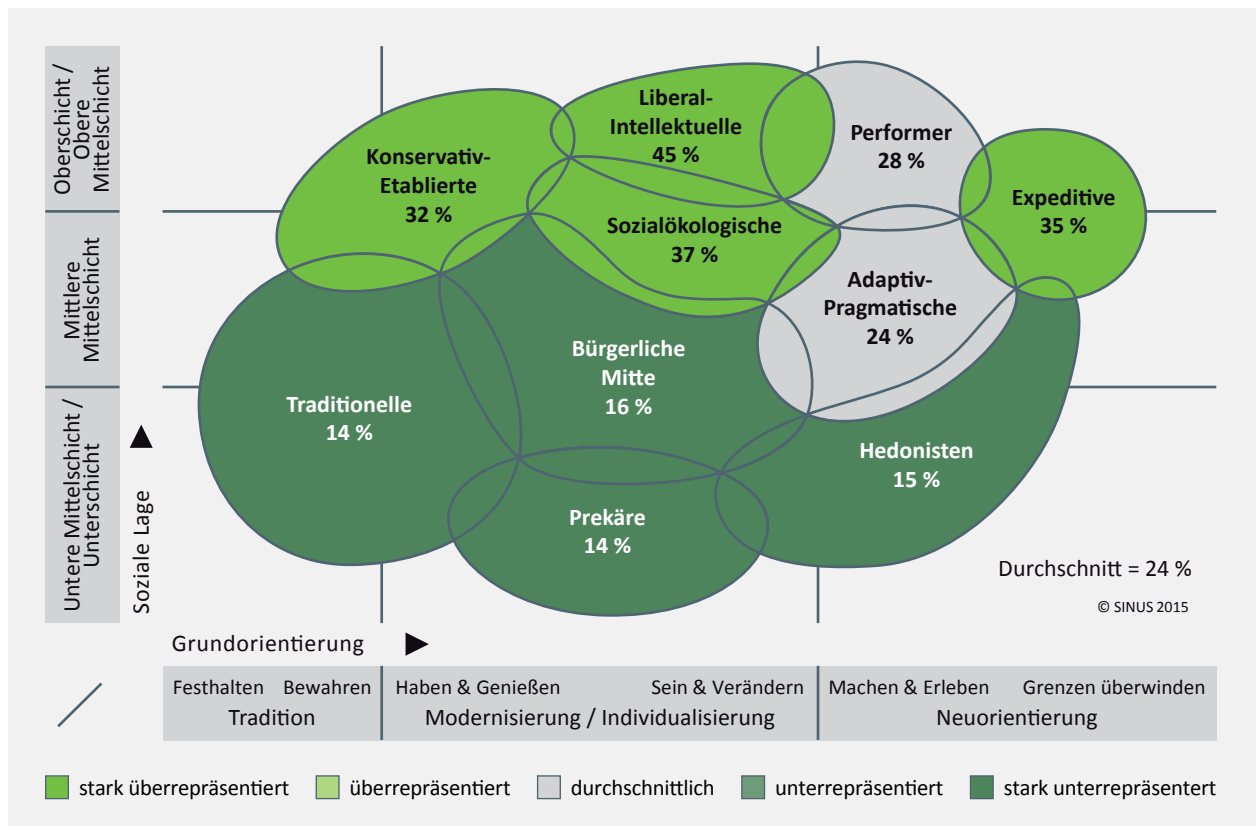 Oberschicht /
Obere
Mittelschicht
Mittlere
Mittelschicht
Untere Mittelschicht /
Unterschicht
Soziale Lage
Konservativ-
Etablierte
32 %
Liberal-
Intellektuelle
45 %
Performer
28 %
Expeditive
35 %
Sozialökologische
37 %
Adaptiv-
Pragmatische
24 %
Bürgerliche
Mitte
16 %
Traditionelle
14 %
Hedonisten
15 %
Prekäre
14 %
Durchschnitt = 24 %
© SINUS 2015
Grundorientierung
Festhalten Bewahren
Tradition
Haben & Genießen Sein & Verändern
Modernisierung / Individualisierung
Machen & Erleben Grenzen überwinden
Neuorientierung
stark überrepräsentiert überrepräsentiert durchschnittlich unterrepräsentiert stark unterrepräsentert